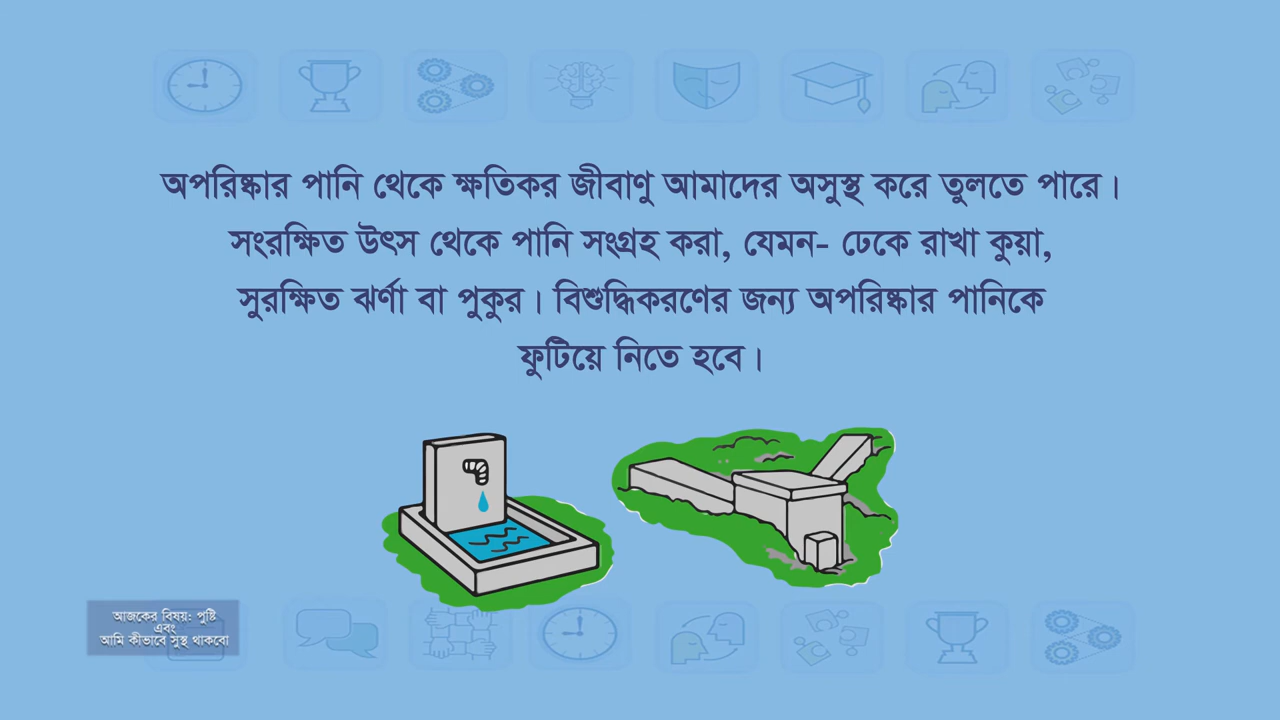 অপরিষ্কার পানি থেকে ক্ষতিকর জীবাণু আমাদের অসুস্থ করে তুলতে পারে।
সংরক্ষিত উৎস থেকে পানি সংগ্রহ করা, যেমন- ঢেকে রাখা কুয়া,
সুরক্ষিত ঝর্ণা বা পুকুর। বিশুদ্ধিকরণের জন্য অপরিষ্কার পানিকে
ফুটিয়ে নিতে হবে।
আজকের বিষয়: পুষ্টি
এবং
আমি কীভাবে সুস্থ থাকবো